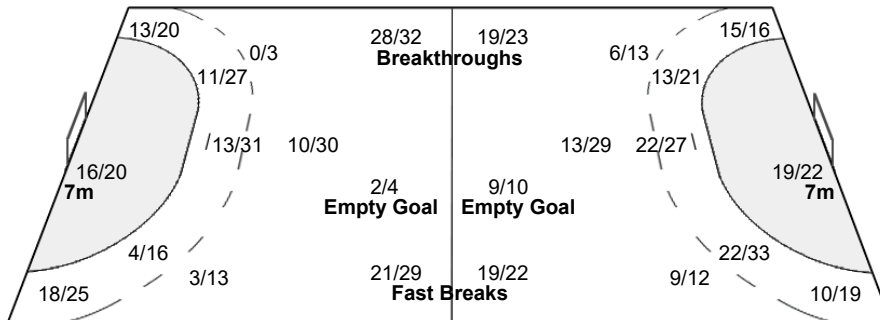 13/20 28/32 19/23 15/16
0/3 6/13
Breakthroughs
11/27 13/21
13/31 10/30 13/29 22/27
16/20 19/22
7m 7m
2/4 9/10
Empty Goal Empty Goal
4/16 22/33
3/13 21/29 19/22 9/12
18/25 10/19
Fast Breaks